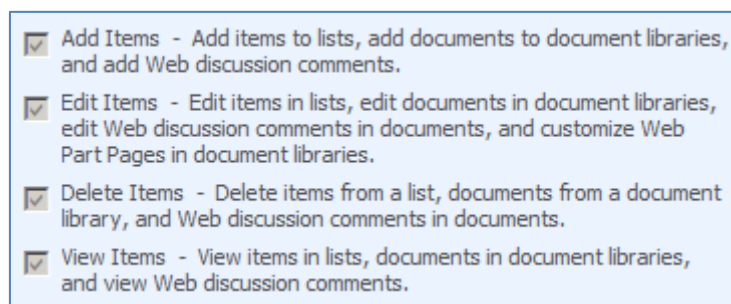 Add Items - Add items to lists, add documents to document libraries,
and add Web discussion comments.
Edit Items - Edit items in lists, edit documents in document libraries,
edit Web discussion comments in documents, and customize Web
Part Pages in document libraries.
Delete Items - Delete items from a list, documents from a document
library, and Web discussion comments in documents.
View Items - View items in lists, documents in document libraries,
and view Web discussion comments.